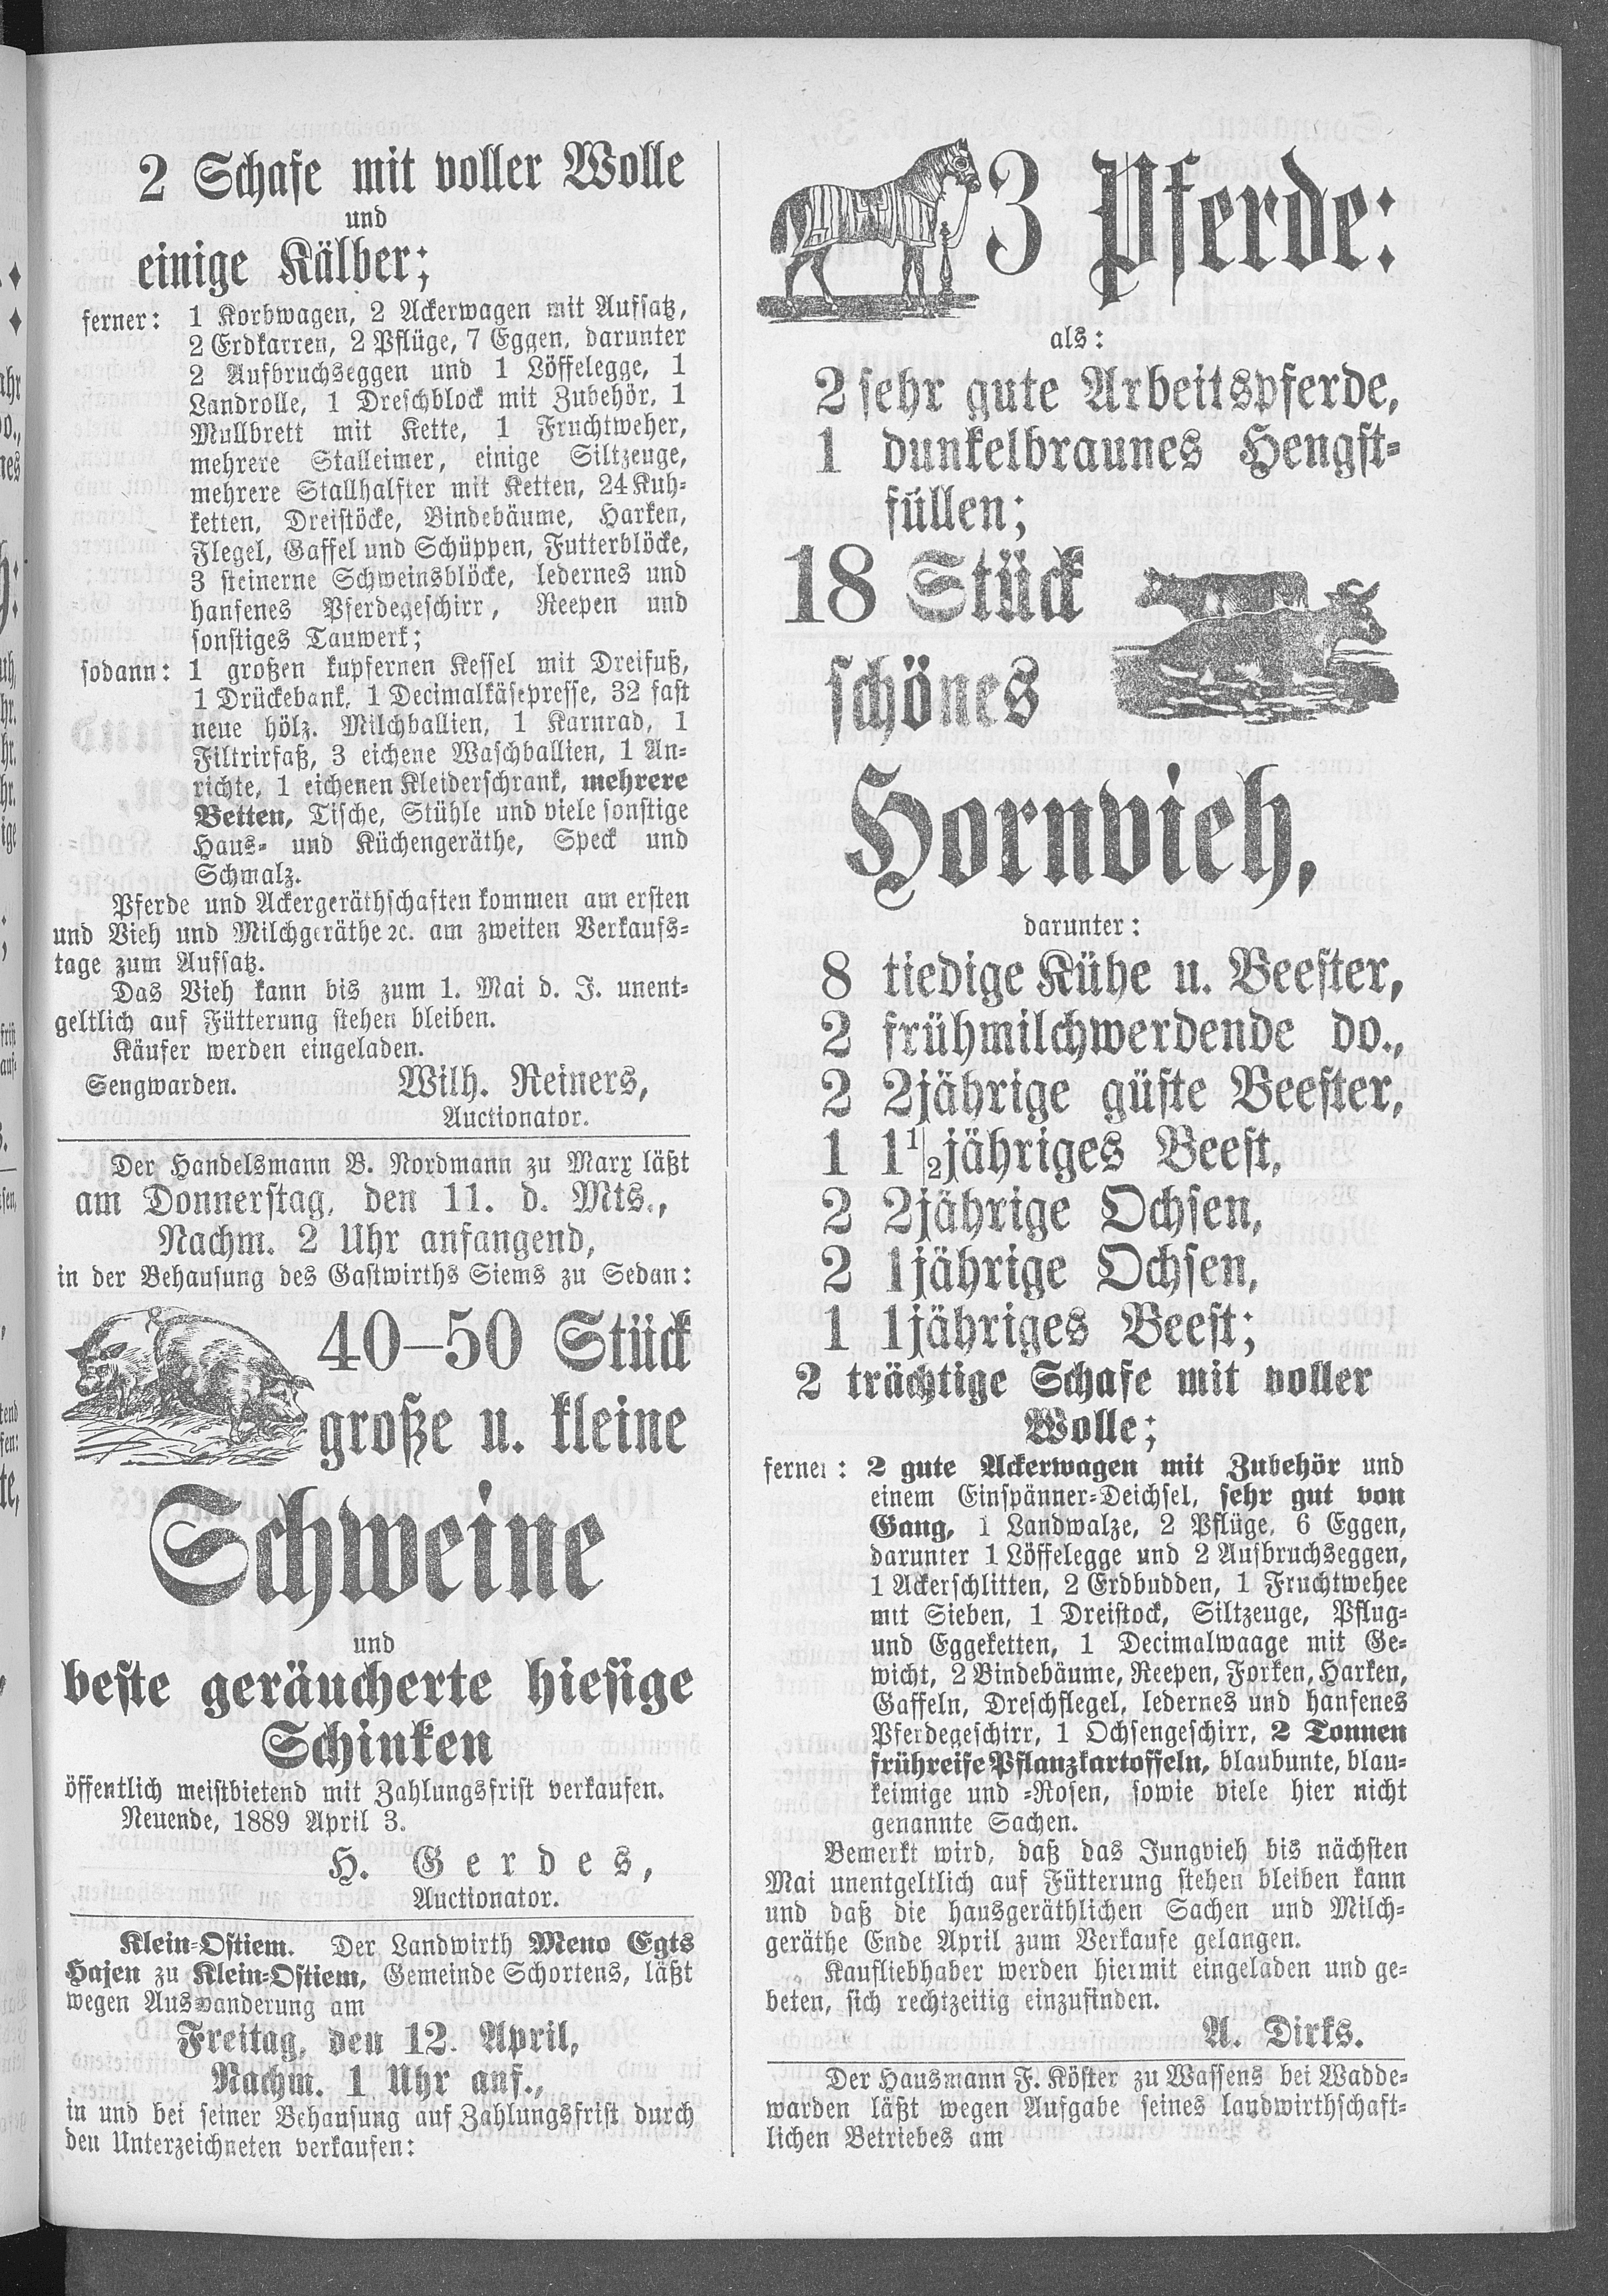 2 Schafe mit voller Wolle
und
einige Kälber;
ferner: 1 Korbwagen, 2 Ackerwagen mit Aufsatz,
2 Erdkarren, 2 Pflüge, 7 Eggen, darunter
2 Aufbruchseggen und 1 Löffelegge, 1
Landrolle, 1 Dreschblock mit Zubehör, 1
Mullbrett mit Kette, 1 Fruchtweher,
mehrere Stalleimer, einige Siltzeuge,
mehrere Stallhalfter mit Ketten, 24 Kuh-
ketten, Dreistöcke, Bindebäume, Harken,
Flegel, Gaffel und Schüppen, Futterblöcke,
3 steinerne Schweinsblöcke, ledernes und
hanfenes Pferdegeschirr, Reepen und
sonstiges Tauwerk;
sodann: 1 großen kupfernen Kessel mit Dreifuß,
1 Drückebank, 1 Decimalkäsepresse, 32 fast
neue hölz. Milchballien, 1 Karnrad, 1
Filtrirfaß, 3 eichene Waschballien, 1 An-
richte, 1 eichenen Kleiderschrank, mehrere
Betten, Tische, Stühle und viele sonstige
Haus- und Küchengeräthe, Speck und
Schmalz.
Pferde und Ackergeräthschaften kommen am ersten
und Vieh und Milchgeräthe ꝛc. am zweiten Verkaufs-
tage zum Aufsatz.
Das Vieh kann bis zum 1. Mai d. J. unent-
geltlich auf Fütterung stehen bleiben.
Käufer werden eingeladen.
Sengwarden. Wilh. Reiners,
Auctionator.
Der Handelsmann B. Nordmann zu Marx läßt
am Donnerstag, den 11. d. Mts.,
Nachm. 2 Uhr anfangend,
in der Behausung des Gastwirths Siems zu Sedan:
40–50 Stück
große u. kleine
Schweine
und
beste geräucherte hiesige
Schinken
öffentlich meistbietend mit Zahlungsfrist verkaufen.
Neuende, 1889 April 3.
H. Gerdes,
Auctionator.
Klein-Ostiem. Der Landwirth Meno Egts
Hajen zu Klein-Ostiem, Gemeinde Schortens, läßt
wegen Auswanderung am
Freitag, den 12. April,
Nachm. 1 Uhr anf.,
in und bei seiner Behausung auf Zahlungsfrist durch
den Unterzeichneten verkaufen:
3 Pferde:
als:
2 sehr gute Arbeitspferde,
1 dunkelbraunes Hengst-
füllen;
18 Stück
schönes
Hornvieh,
darunter:
8 tiedige Kühe u. Beester,
2 frühmilchwerdende do.,
2 2jährige güste Beester,
1 1 1/2jähriges Beest,
2 2jährige Ochsen,
2 1jährige Ochsen,
1 1jähriges Beest;
2 trächtige Schafe mit voller
Wolle;
ferner: 2 gute Ackerwagen mit Zubehör und
einem Einspänner-Deichsel, sehr gut von
Gang, 1 Landwalze, 2 Pflüge, 6 Eggen,
darunter 1 Löffelegge und 2 Aufbruchseggen,
1 Ackerschlitten, 2 Erdbudden, 1 Fruchtwehee
mit Sieben, 1 Dreistock, Siltzeuge, Pflug-
und Eggeketten, 1 Decimalwaage mit Ge-
wicht, 2 Bindebäume, Reepen, Forken, Harken,
Gaffeln, Dreschflegel, ledernes und hanfenes
Pferdegeschirr, 1 Ochsengeschirr, 2 Tonnen
frühreife Pflanzkartoffeln, blaubunte, blau-
keimige und -Rosen, sowie viele hier nicht
genannte Sachen.
Bemerkt wird, daß das Jungvieh bis nächsten
Mai unentgeltlich auf Fütterung stehen bleiben kann
und daß die hausgeräthlichen Sachen und Milch-
geräthe Ende April zum Verkaufe gelangen.
Kaufliebhaber werden hiermit eingeladen und ge-
beten, sich rechtzeitig einzufinden.
A. Dirks.
Der Hausmann F. Köster zu Wassens bei Wadde-
warden läßt wegen Aufgabe seines landwirthschaft-
lichen Betriebes am